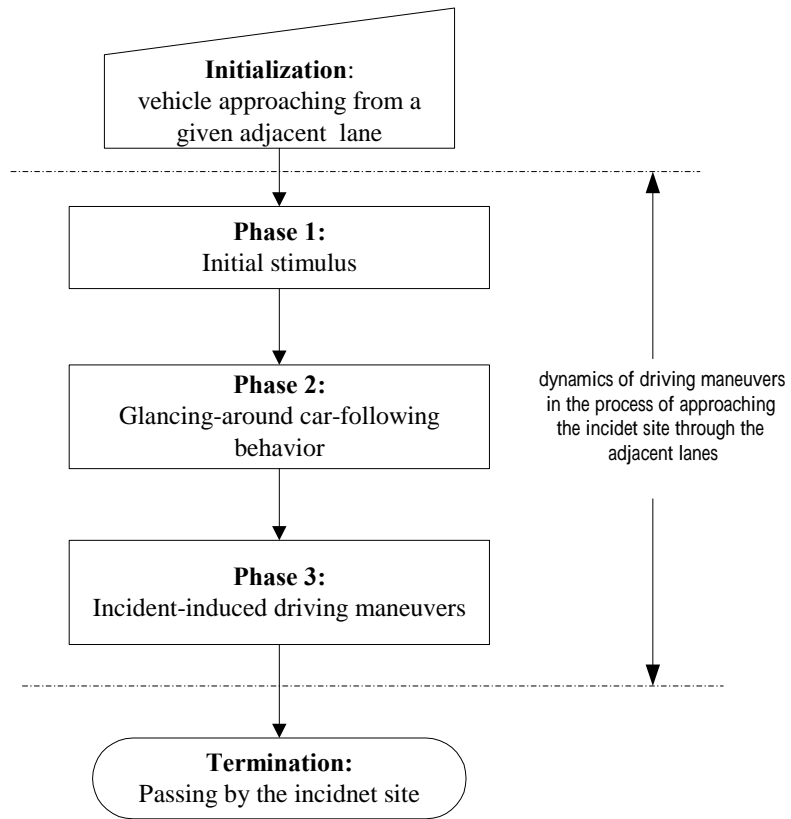 Initialization:
vehicle approaching from a
given adjacent lane
Phase 1:
Initial stimulus
Phase 2:
Glancing-around car-following
behavior
Phase 3:
Incident-induced driving maneuvers
Termination:
Passing by the incidnet site
dynamics of driving maneuvers
in the process of approaching
the incidet site through the
adjacent lanes